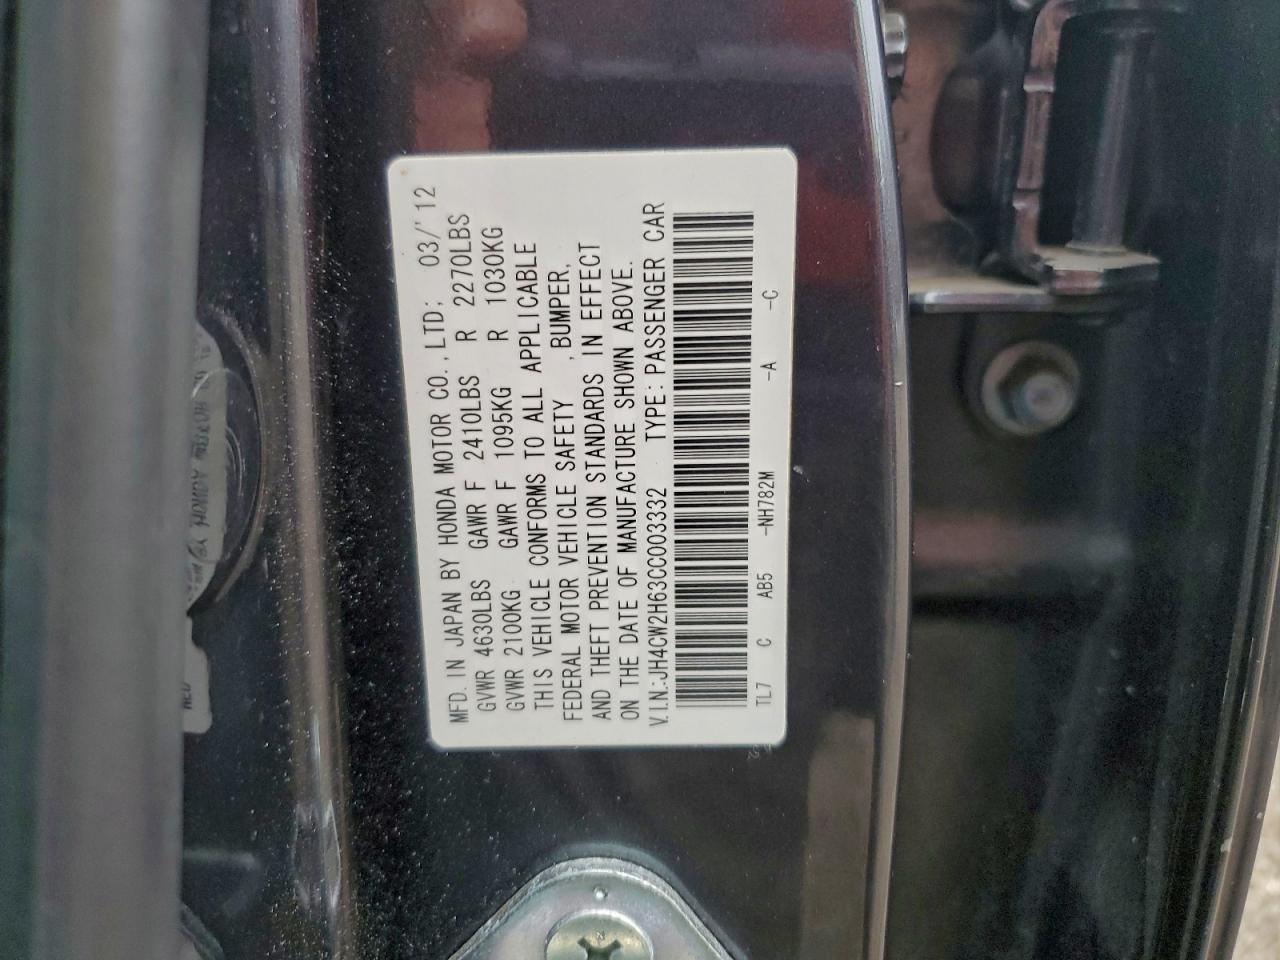 MFD. IN JAPAN BY HONDA MOTOR CO., LTD: 03/'12
GVWR 4630LBS GAWR F 2410LBS R 2270LBS
GVWR 2100KG GAWR F 1095KG R 1030KG
THIS VEHICLE CONFORMS TO ALL APPLICABLE
FEDERAL MOTOR VEHICLE SAFETY ,BUMPER,
AND THEFT PREVENTION STANDARDS IN EFFECT
ON THE DATE OF MANUFACTURE SHOWN ABOVE.
V.I.N.:JH4CW2H63CC003332 TYPE:PASSENGER CAR
TL7 C AB5 -NH782M -A -C